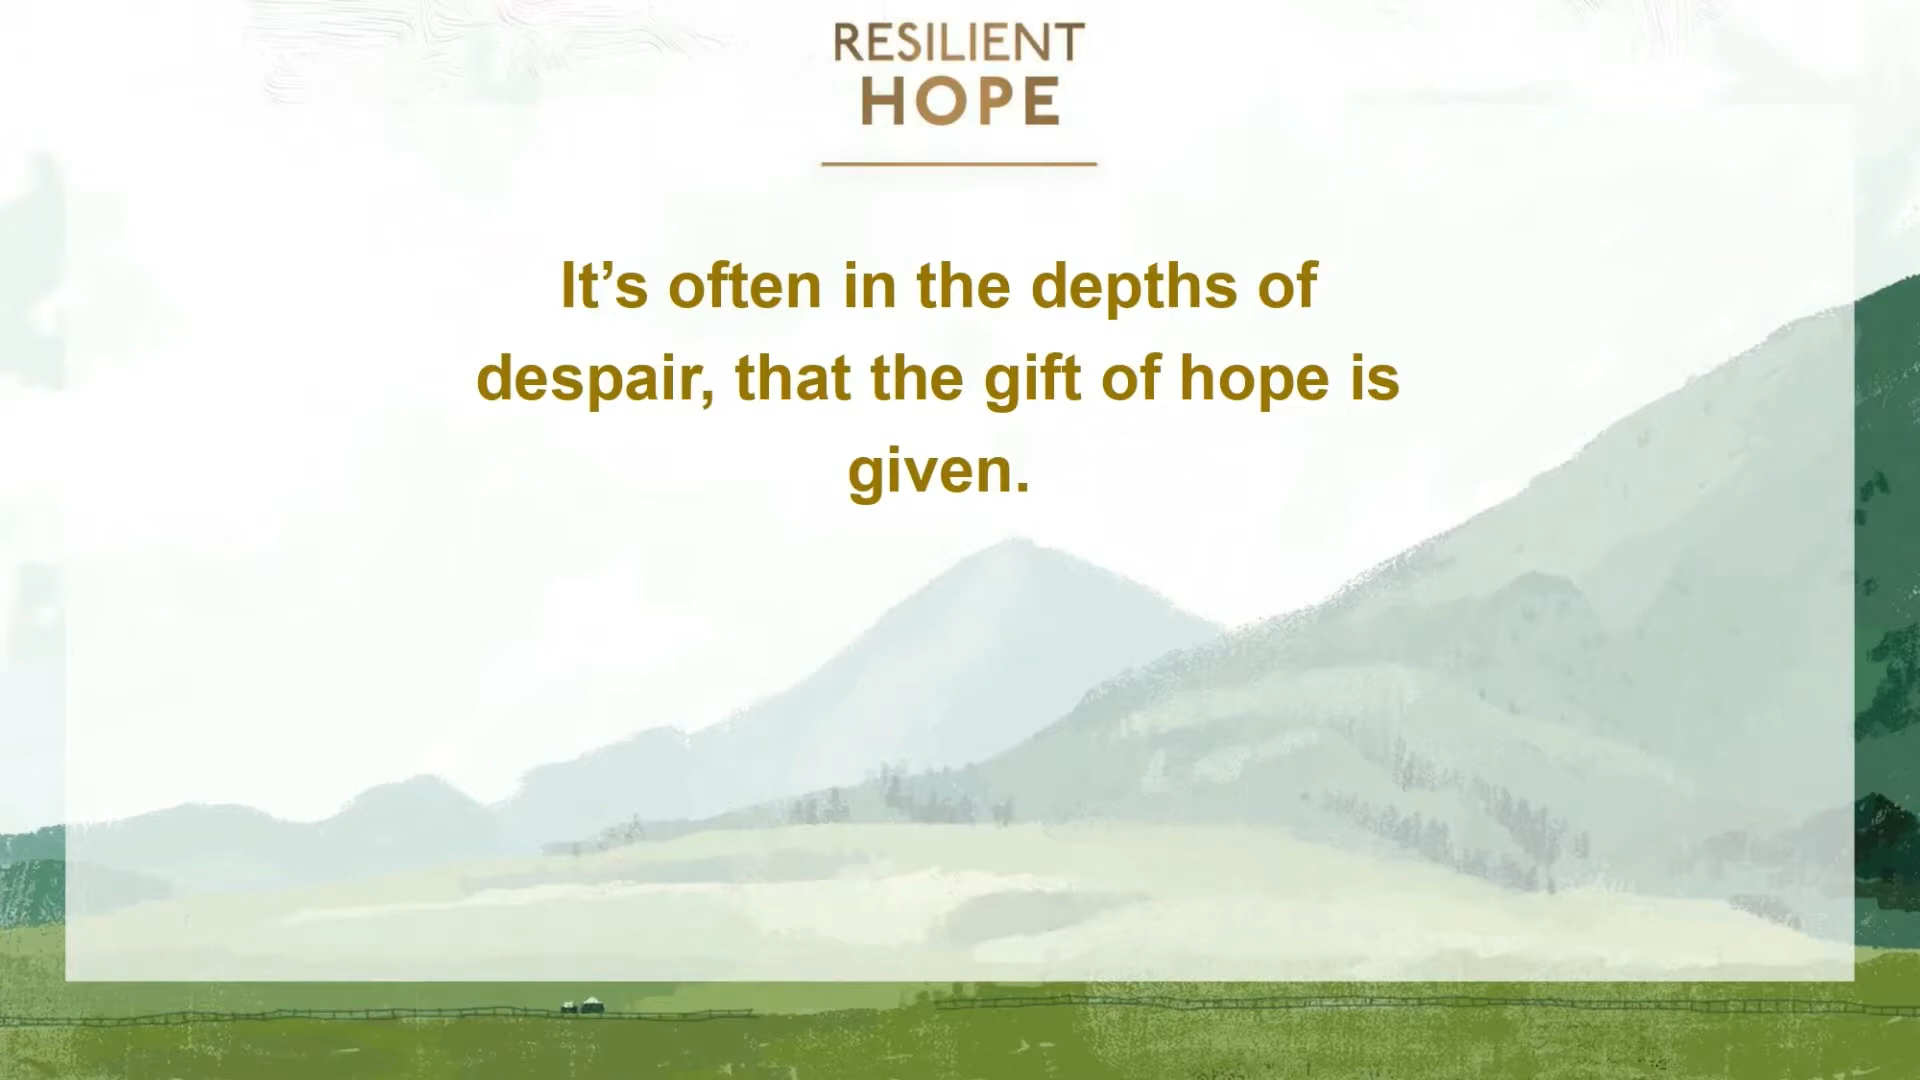 RESILIENT
HOPE
It’s often in the depths of
despair, that the gift of hope is
given.